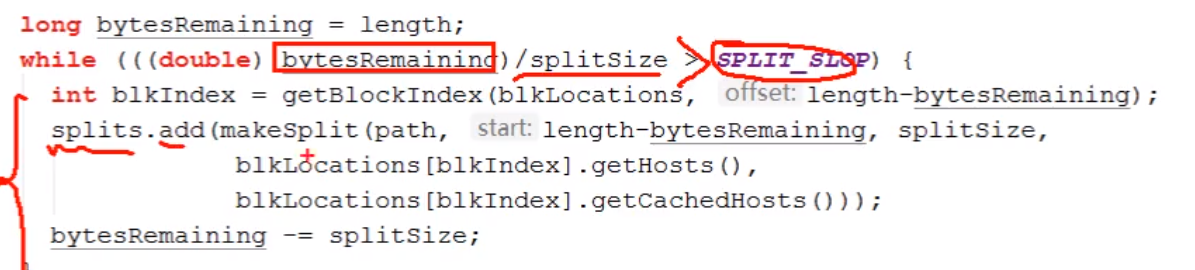 long bytesRemaining = length;
while (((double) bytesRemaining)/splitSize > SPLIT_SLOP) {
int blkIndex = getBlockIndex(blkLocations, offset: length-bytesRemaining);
splits.add(makeSplit(path, start: length-bytesRemaining, splitSize,
blkLocations[blkIndex].getHosts(),
blkLocations[blkIndex].getCachedHosts()));
bytesRemaining -= splitSize;